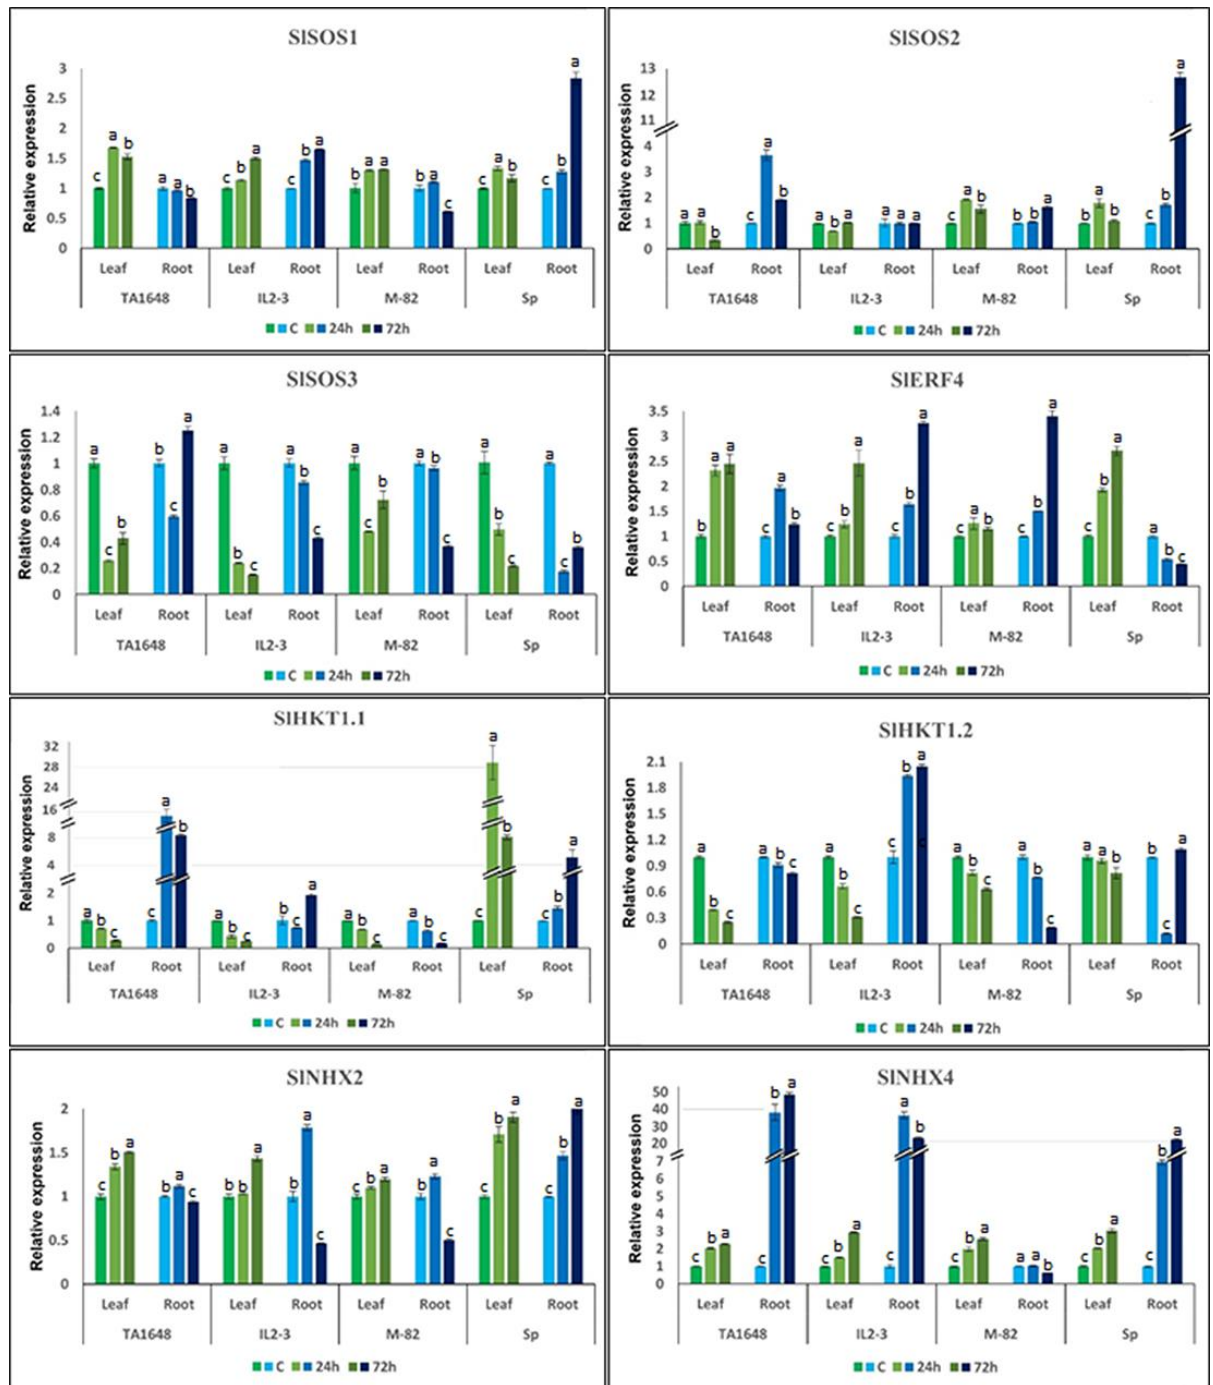 SlSOS1
Relative expression
3
2.5
2
1.5
1
0.5
0
c a b a a b c b a c b a b a a b a c c a b c b a
Leaf Root Leaf Root Leaf Root Leaf Root
TA1648 IL2-3 M-82 Sp
C 24h 72h
SlSOS2
Relative expression
13
12
11
4
3
2
1
0
a a b c a b a b a a a a c a b b b a b a b c b a
Leaf Root Leaf Root Leaf Root Leaf Root
TA1648 IL2-3 M-82 Sp
C 24h 72h
SlSOS3
Relative expression
1.4
1.2
1
0.8
0.6
0.4
0.2
0
a c b b c a a b c a b c a c b a b c a b c a c b
Leaf Root Leaf Root Leaf Root Leaf Root
TA1648 IL2-3 M-82 Sp
C 24h 72h
SlERF4
Relative expression
3.5
3
2.5
2
1.5
1
0.5
0
b a a c a b c b a c b a c a b c b a c b a a b c
Leaf Root Leaf Root Leaf Root Leaf Root
TA1648 IL2-3 M-82 Sp
C 24h 72h
SlHKT1.1
Relative expression
32
28
24
16
8
4
2
1
0
a b c c a b a b c b c a a b c a b c c a b c b a
Leaf Root Leaf Root Leaf Root Leaf Root
TA1648 IL2-3 M-82 Sp
C 24h 72h
SlHKT1.2
Relative expression
2.1
1.8
1.5
1.2
0.9
0.6
0.3
0
a b c a b c a b c c b a c a b c a b c a a b b c a
Leaf Root Leaf Root Leaf Root Leaf Root
TA1648 IL2-3 M-82 Sp
C 24h 72h
SlNHX2
Relative expression
2
1.5
1
0.5
0
c b a b a c b b a b a c c b a b a c c b a c b a
Leaf Root Leaf Root Leaf Root Leaf Root
TA1648 IL2-3 M-82 Sp
C 24h 72h
SlNHX4
Relative expression
50
40
30
20
7
6
5
4
3
2
1
0
c b a c b a c b a c a b c b a a a b c b a c b a
Leaf Root Leaf Root Leaf Root Leaf Root
TA1648 IL2-3 M-82 Sp
C 24h 72h